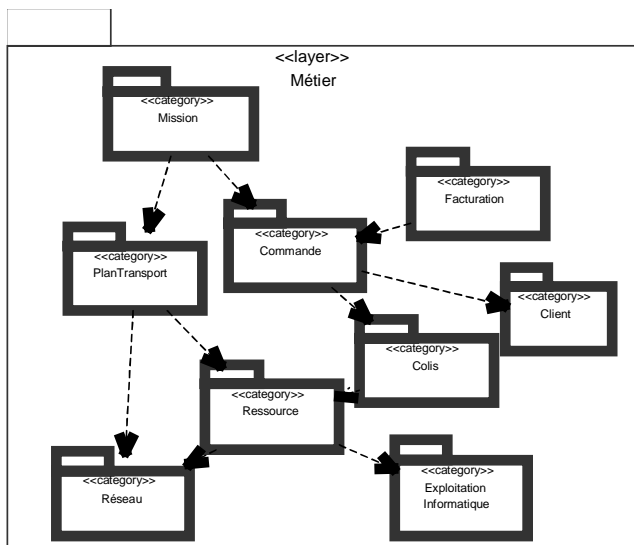 <<layer>>
Métier
<<category>>
Mission
<<category>>
Facturation
<<category>>
PlanTransport
<<category>>
Commande
<<category>>
Client
<<category>>
Colis
<<category>>
Ressource
<<category>>
Réseau
<<category>>
Exploitation
Informatique